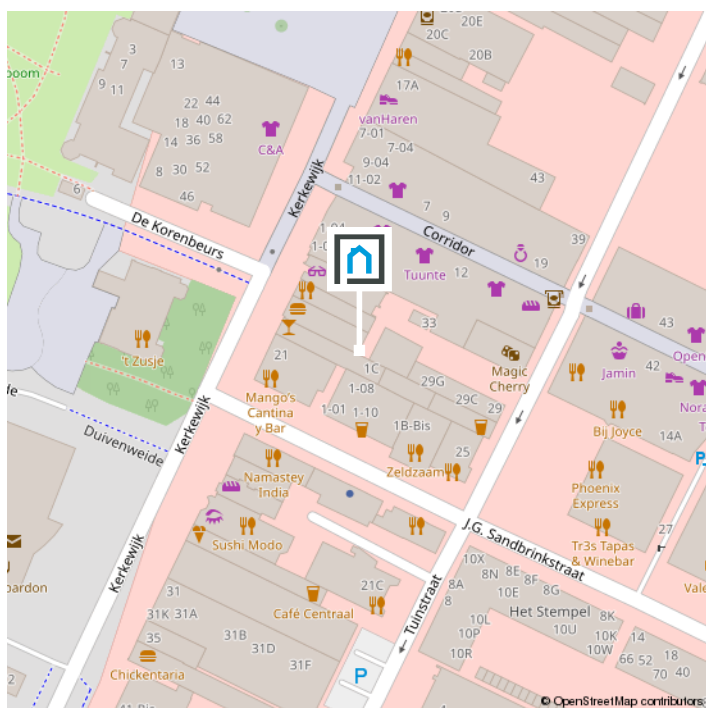 20C
20E
20B
3
7
9
11
13
17A
vanHaren
22
44
18
40
62
14
36
58
C&A
7-01
7-04
9-04
11-02
8
30
52
46
6
43
Kerkewijk
De Korenbeurs
7
9
Corridor
39
19
Tuunte
12
33
43
42
Jamin
Magic
Cherry
't Zusje
21
1C
1-08
1-01
1-10
29G
29C
29
1B-Bis
25
Mango's
Cantina
y Bar
Bij Joyce
14A
Kerkewijk
Duivenweide
Zeldzaam
Namastey
India
Phoenix
Express
Sushi Modo
J.G. Sandbrinkstraat
Tr3s Tapas
& Winebar
27
Kerkewijk
Tuinstraat
31
31K
31A
35
31B
31D
31F
Café Centraal
21C
10X
8A
8N
8E
8F
8G
8
10E
10L
10P
10R
Het Stempel
10U
8K
10K
10W
14
66
52
18
70
40
Chickentaria
P
© OpenStreetMap contributors